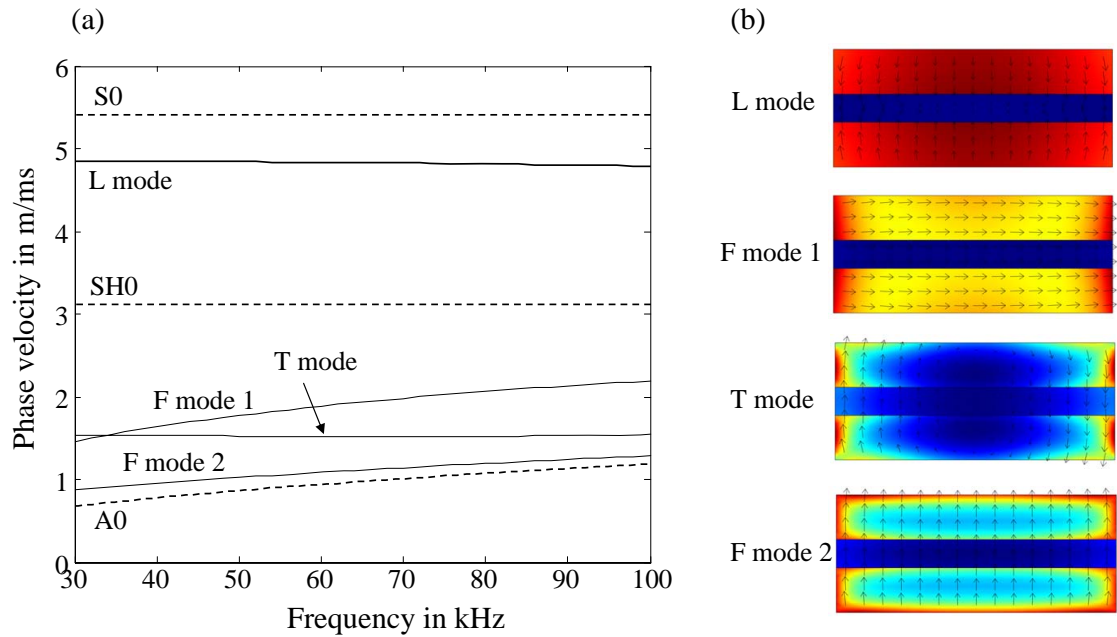 (a)
6
5
4
3
2
1
0
Phase velocity in m/ms
S0
L mode
SH0
T mode
F mode 1
F mode 2
A0
30
40
50
60
70
80
90
100
Frequency in kHz
(b)
L mode
F mode 1
T mode
F mode 2